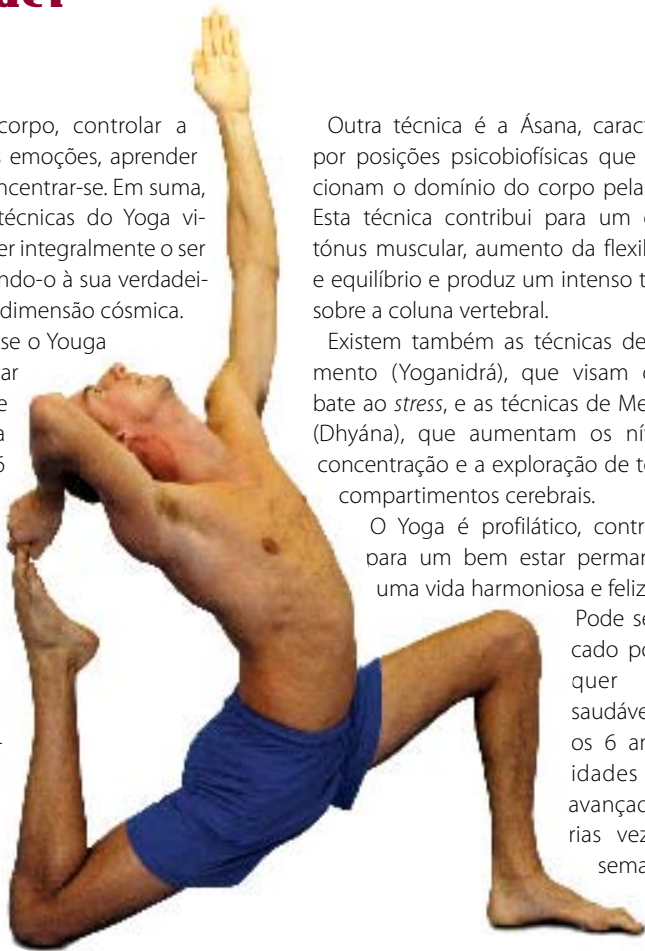 corpo, controlar a
emoções, aprender
ncentrar-se. Em suma,
técnicas do Yoga vi-
er integralmente o ser
ndo-o à sua verdadei-
dimensão cósmica.
se o Youga
ar
e
a
6
-
Outra técnica é a Ásana, caract
por posições psicobiofísicas que
cionam o domínio do corpo pela
Esta técnica contribui para um
tónus muscular, aumento da flexil
e equilíbrio e produz um intenso t
sobre a coluna vertebral.
Existem também as técnicas de
mento (Yoganidrá), que visam
bate ao stress, e as técnicas de Me
(Dhyána), que aumentam os ní
concentração e a exploração de t
compartimentos cerebrais.
O Yoga é profilático, contr
para um bem estar permar
uma vida harmoniosa e feliz
Pode se
cado po
quer
saudáve
os 6 an
idades
avançad
rias vez
sema